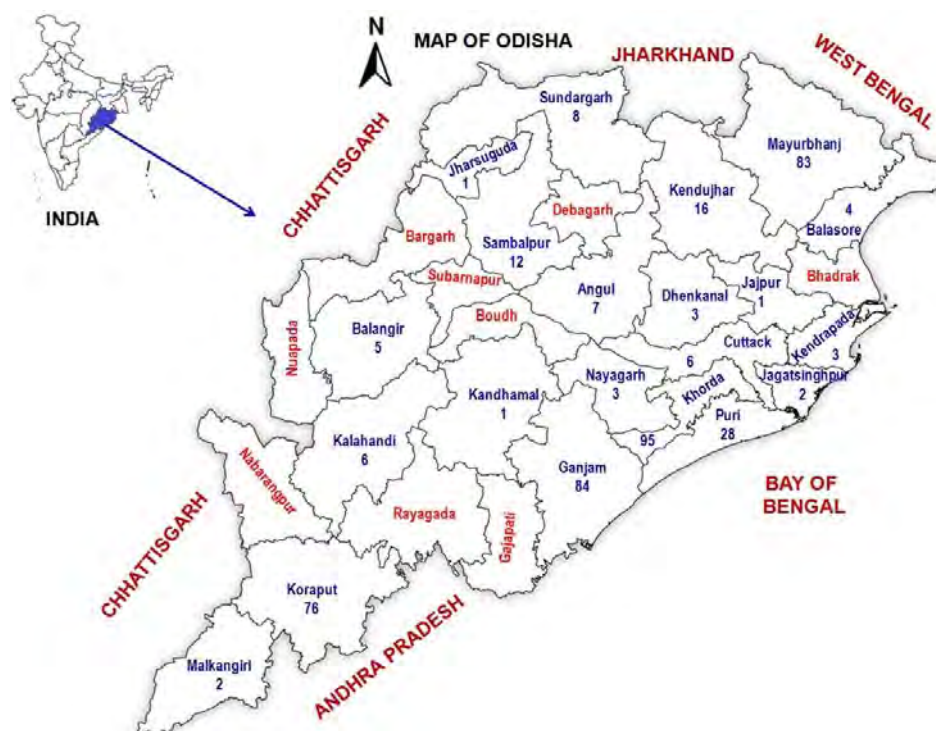 N
MAP OF ODISHA
JHARKHAND
WEST BENGAL
CHHATTISGARH
INDIA
Sundargarh
8
Jharsuguda
1
Mayurbhanj
83
Kendujhar
16
Debagarh
4
Balasore
Bargarh
Sambalpur
12
Subarnapur
Bhadrak
Angul
7
Dhenkanal
3
Jajpur
1
Nuapada
Balangir
5
Boudh
Cuttack
6
Kendrapada
3
Nayagarh
3
Khorda
95
Jagatsinghpur
2
Puri
28
Kandhamal
1
Kalahandi
6
Ganjam
84
Nabarangpur
Rayagada
Gajapati
BAY OF
BENGAL
CHHATTISGARH
Koraput
76
ANDHRA PRADESH
Malkangiri
2